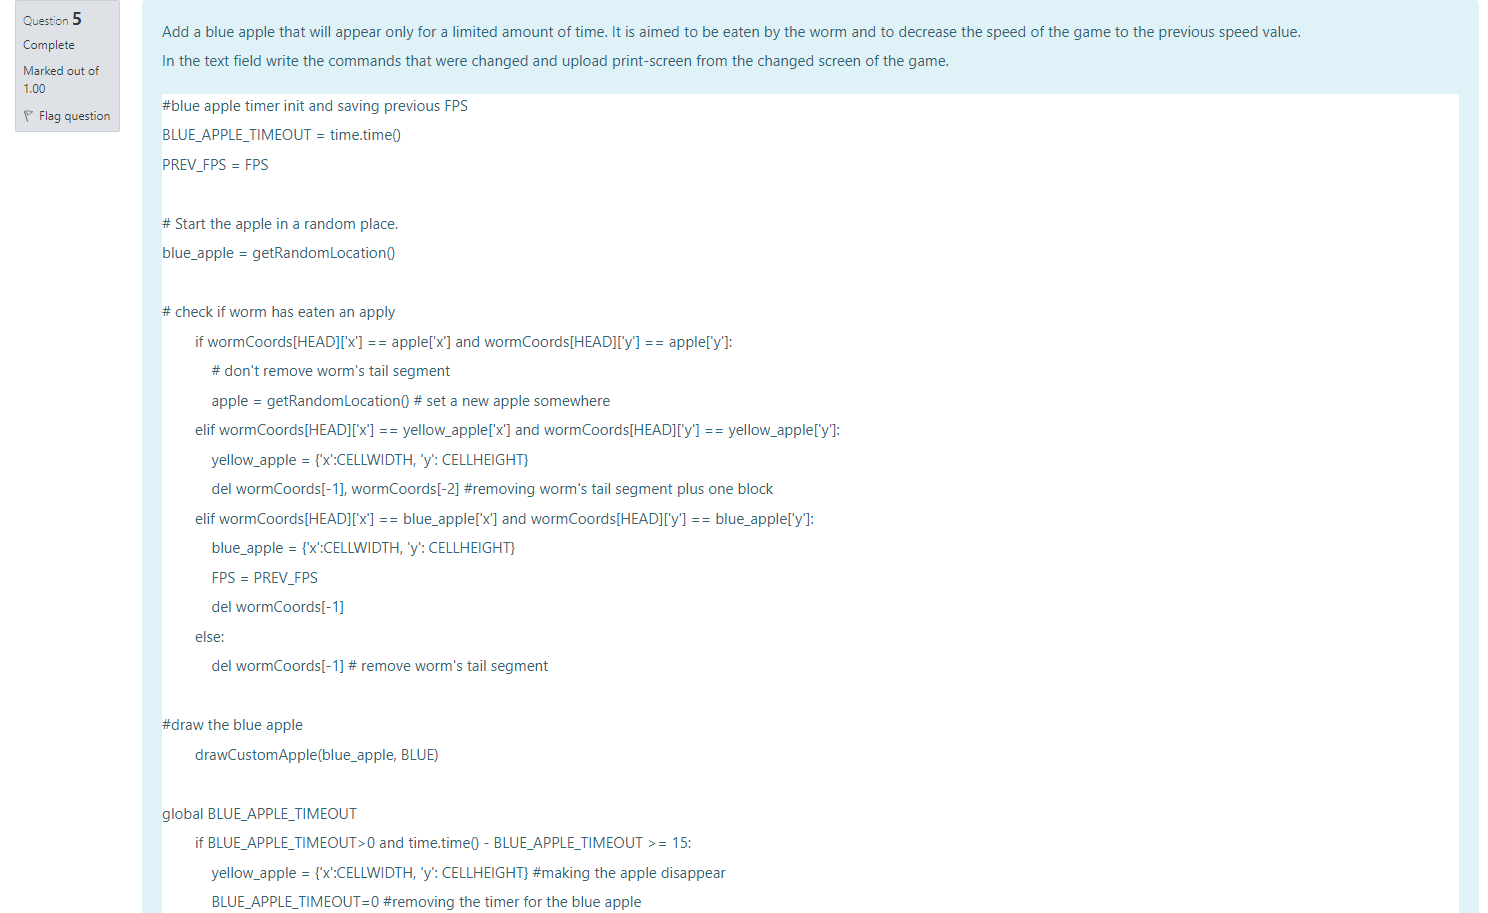 Question 5
Complete
Marked out of
1.00
Flag question
Add a blue apple that will appear only for a limited amount of time. It is aimed to be eaten by the worm and to decrease the speed of the game to the previous speed value.
In the text field write the commands that were changed and upload print-screen from the changed screen of the game.
#blue apple timer init and saving previous FPS
BLUE_APPLE_TIMEOUT = time.time()
PREV_FPS = FPS
# Start the apple in a random place.
blue_apple = getRandomLocation()
# check if worm has eaten an apply
if wormCoords[HEAD]['x'] == apple['x'] and wormCoords[HEAD]['y'] == apple['y']:
# don't remove worm's tail segment
apple = getRandomLocation() # set a new apple somewhere
elif wormCoords[HEAD]['x'] == yellow_apple['x'] and wormCoords[HEAD]['y'] == yellow_apple['y']:
yellow_apple = {'x':CELLWIDTH, 'y': CELLHEIGHT}
del wormCoords[-1], wormCoords[-2] #removing worm's tail segment plus one block
elif wormCoords[HEAD]['x'] == blue_apple['x'] and wormCoords[HEAD]['y'] == blue_apple['y']:
blue_apple = {'x':CELLWIDTH, 'y': CELLHEIGHT}
FPS = PREV_FPS
del wormCoords[-1]
else:
del wormCoords[-1] # remove worm's tail segment
#draw the blue apple
drawCustomApple(blue_apple, BLUE)
global BLUE_APPLE_TIMEOUT
if BLUE_APPLE_TIMEOUT>0 and time.time() - BLUE_APPLE_TIMEOUT >= 15:
yellow_apple = {'x':CELLWIDTH, 'y': CELLHEIGHT} #making the apple disappear
BLUE_APPLE_TIMEOUT=0 #removing the timer for the blue apple